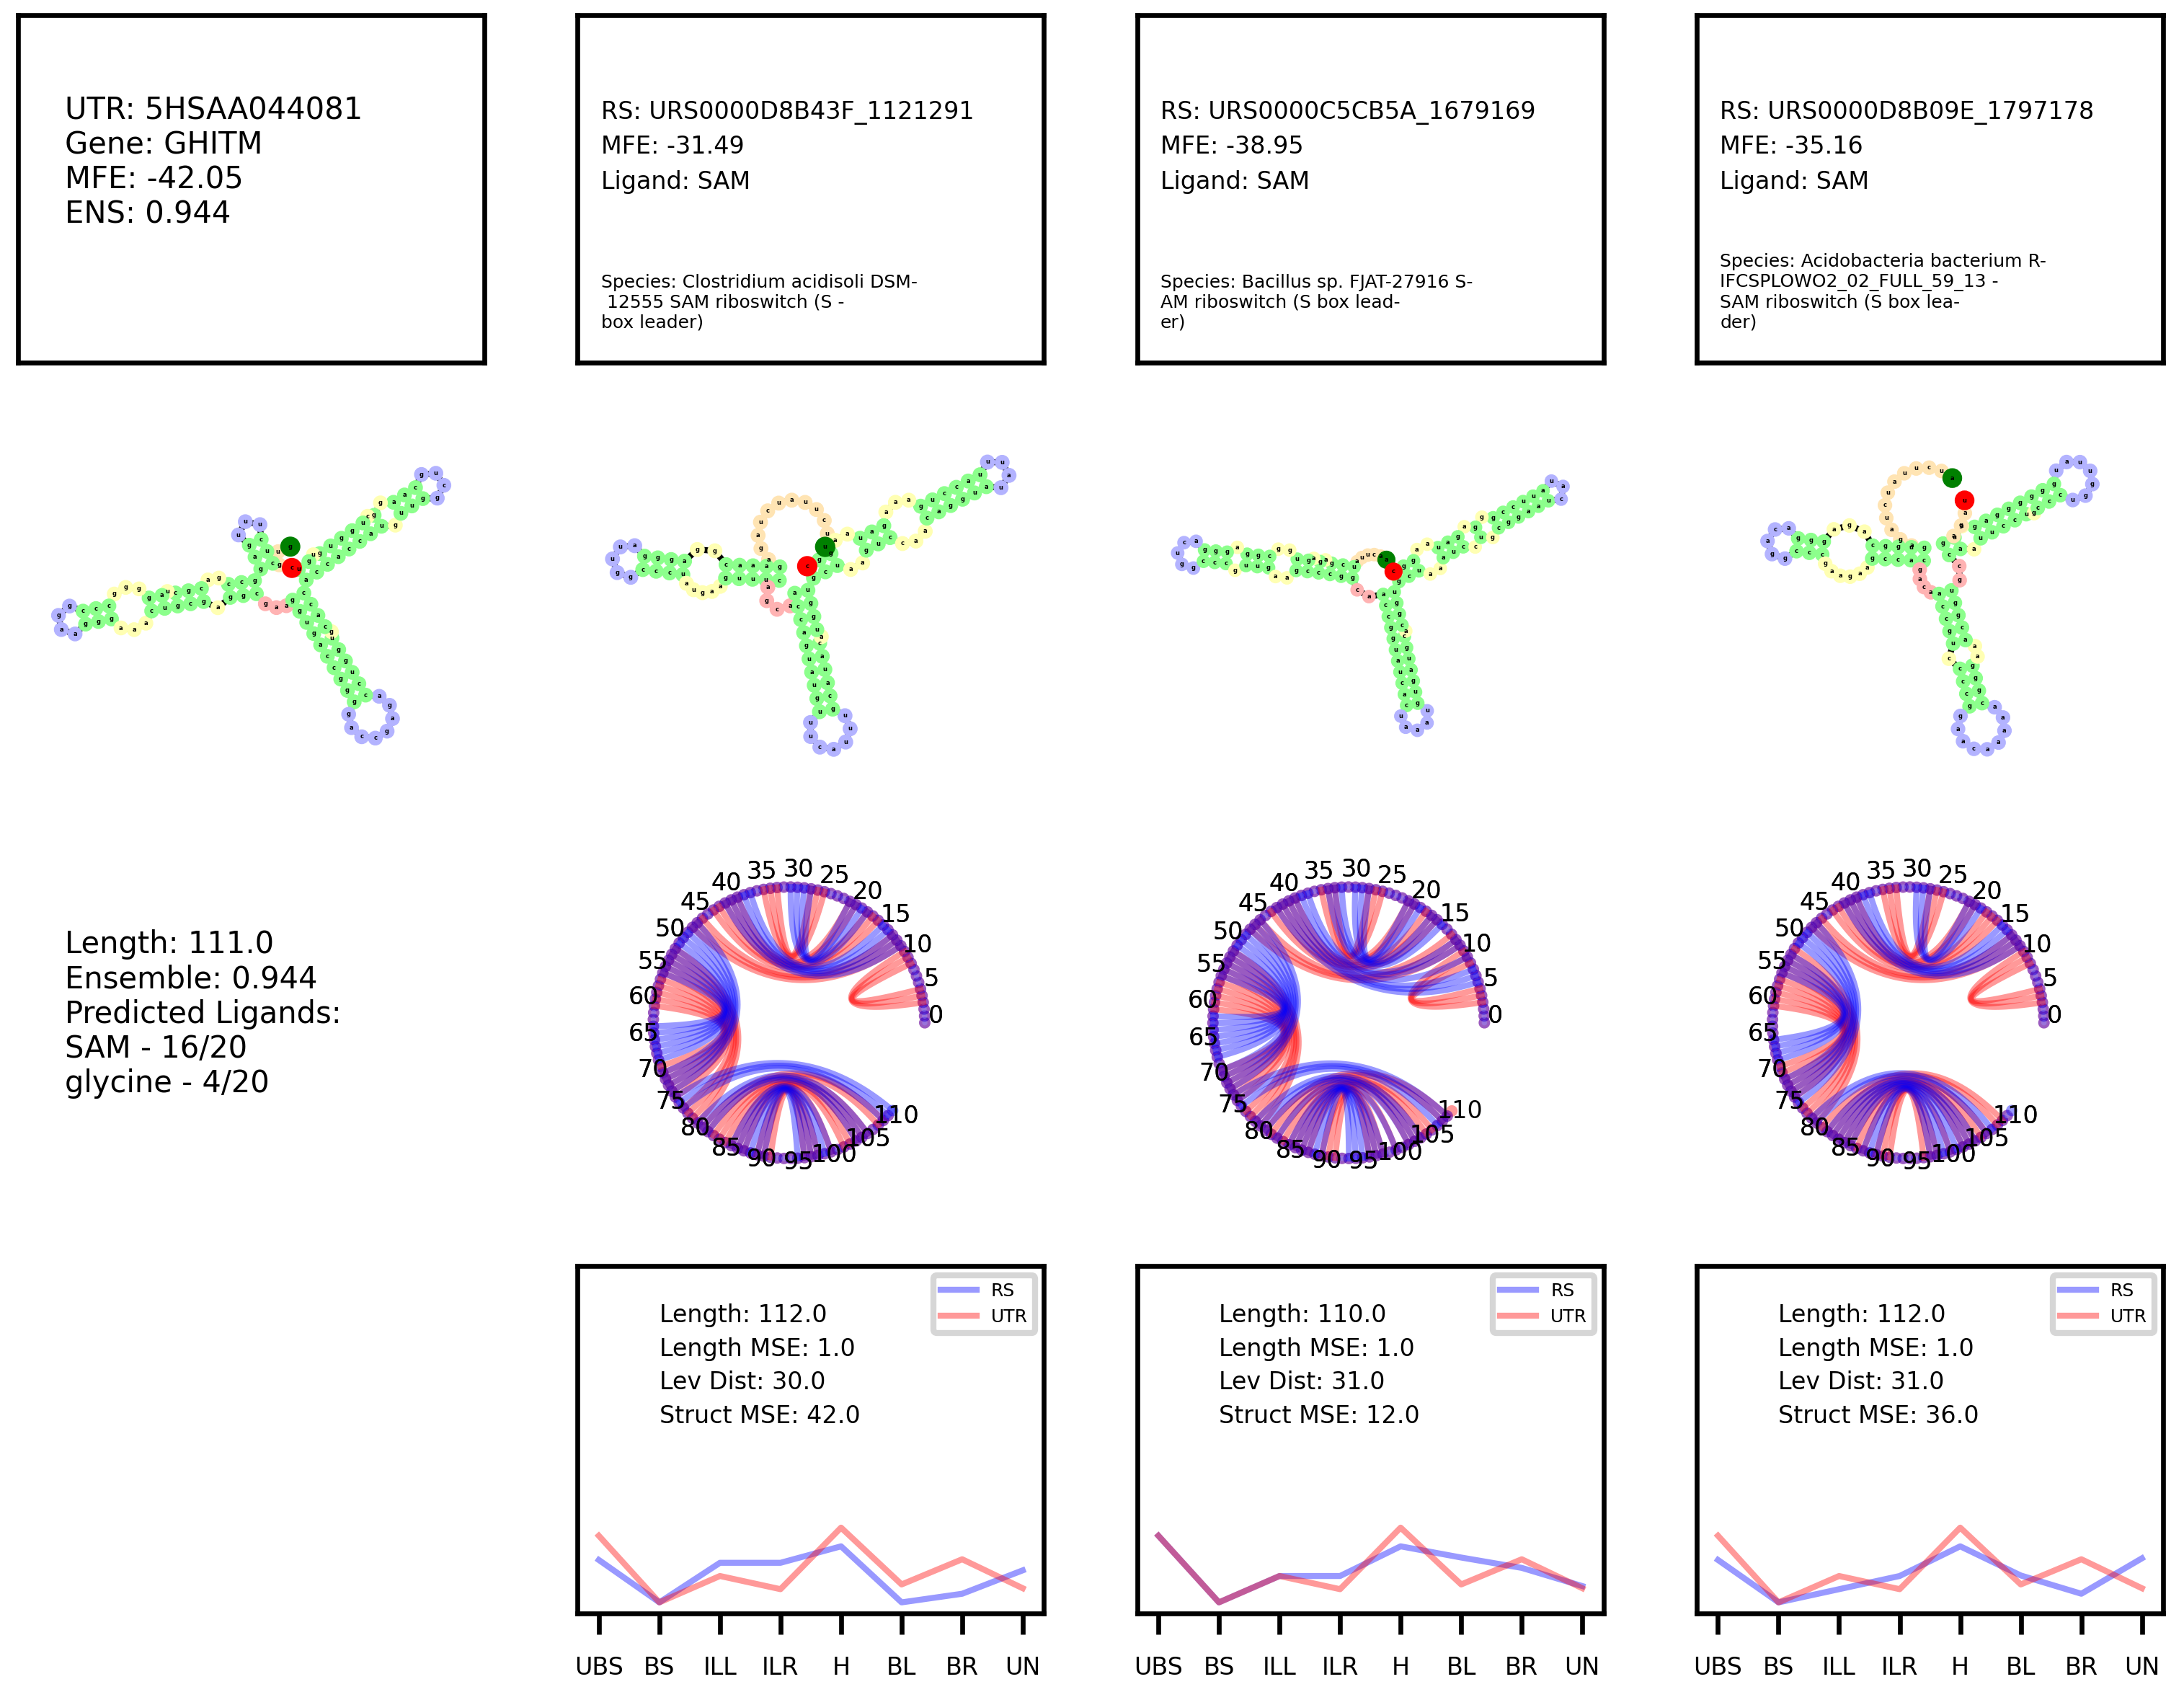 UTR: 5HSAA044081
Gene: GHITM
MFE: -42.05
ENS: 0.944
RS: URS0000D8B43F_1121291
MFE: -31.49
Ligand: SAM
Species: Clostridium acidisoli DSM-
12555 SAM riboswitch (S -
box leader)
RS: URS0000C5CB5A_1679169
MFE: -38.95
Ligand: SAM
Species: Bacillus sp. FJAT-27916 S-
AM riboswitch (S box lead-
er)
RS: URS0000D8B09E_1797178
MFE: -35.16
Ligand: SAM
Species: Acidobacteria bacterium R-
IFCSPLOWO2_02_FULL_59_13 -
SAM riboswitch (S box lea-
der)
Length: 111.0
Ensemble: 0.944
Predicted Ligands:
SAM - 16/20
glycine - 4/20
0 5 10 15 20 25 30 35 40 45 50 55 60 65 70 75 80 85 90 95 100 105 110
0 5 10 15 20 25 30 35 40 45 50 55 60 65 70 75 80 85 90 95 100 105 110
0 5 10 15 20 25 30 35 40 45 50 55 60 65 70 75 80 85 90 95 100 105 110
Length: 112.0
Length MSE: 1.0
Lev Dist: 30.0
Struct MSE: 42.0
RS
UTR
UBS BS ILL ILR H BL BR UN
Length: 110.0
Length MSE: 1.0
Lev Dist: 31.0
Struct MSE: 12.0
RS
UTR
UBS BS ILL ILR H BL BR UN
Length: 112.0
Length MSE: 1.0
Lev Dist: 31.0
Struct MSE: 36.0
RS
UTR
UBS BS ILL ILR H BL BR UN